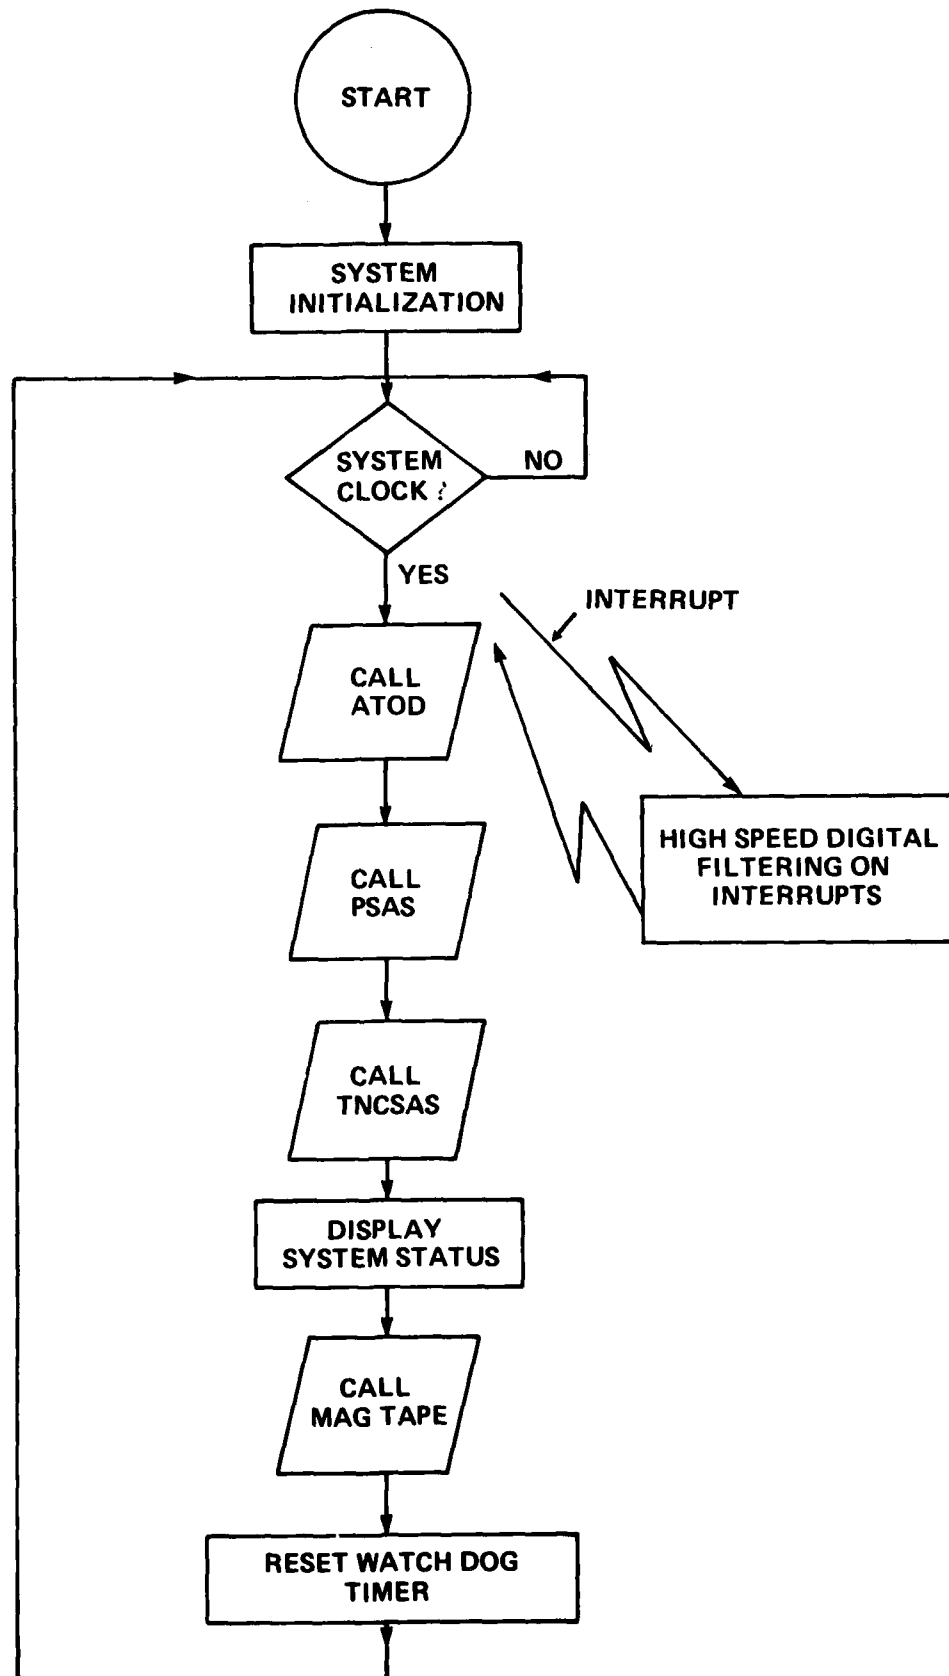 START
SYSTEM
INITIALIZATION
SYSTEM
CLOCK ?
NO
YES
INTERRUPT
CALL
ATOD
HIGH SPEED DIGITAL
FILTERING ON
INTERRUPTS
CALL
PSAS
CALL
TNCSAS
DISPLAY
SYSTEM STATUS
CALL
MAG TAPE
RESET WATCH DOG
TIMER